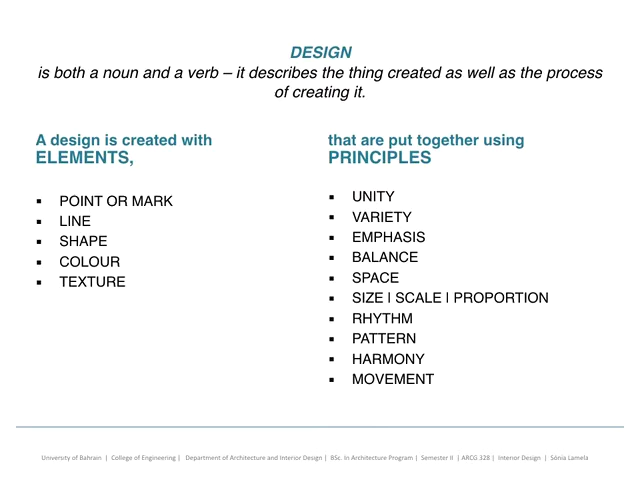 DESIGN
is both a noun and a verb – it describes the thing created as well as the process
of creating it.
A design is created with
ELEMENTS,
▪ POINT OR MARK
▪ LINE
▪ SHAPE
▪ COLOUR
▪ TEXTURE
that are put together using
PRINCIPLES
▪ UNITY
▪ VARIETY
▪ EMPHASIS
▪ BALANCE
▪ SPACE
▪ SIZE | SCALE | PROPORTION
▪ RHYTHM
▪ PATTERN
▪ HARMONY
▪ MOVEMENT
University of Bahrain | College of Engineering | Department of Architecture and Interior Design | BSc. In Architecture Program | Semester II | ARCG 328 | Interior Design | Sónia Lamela